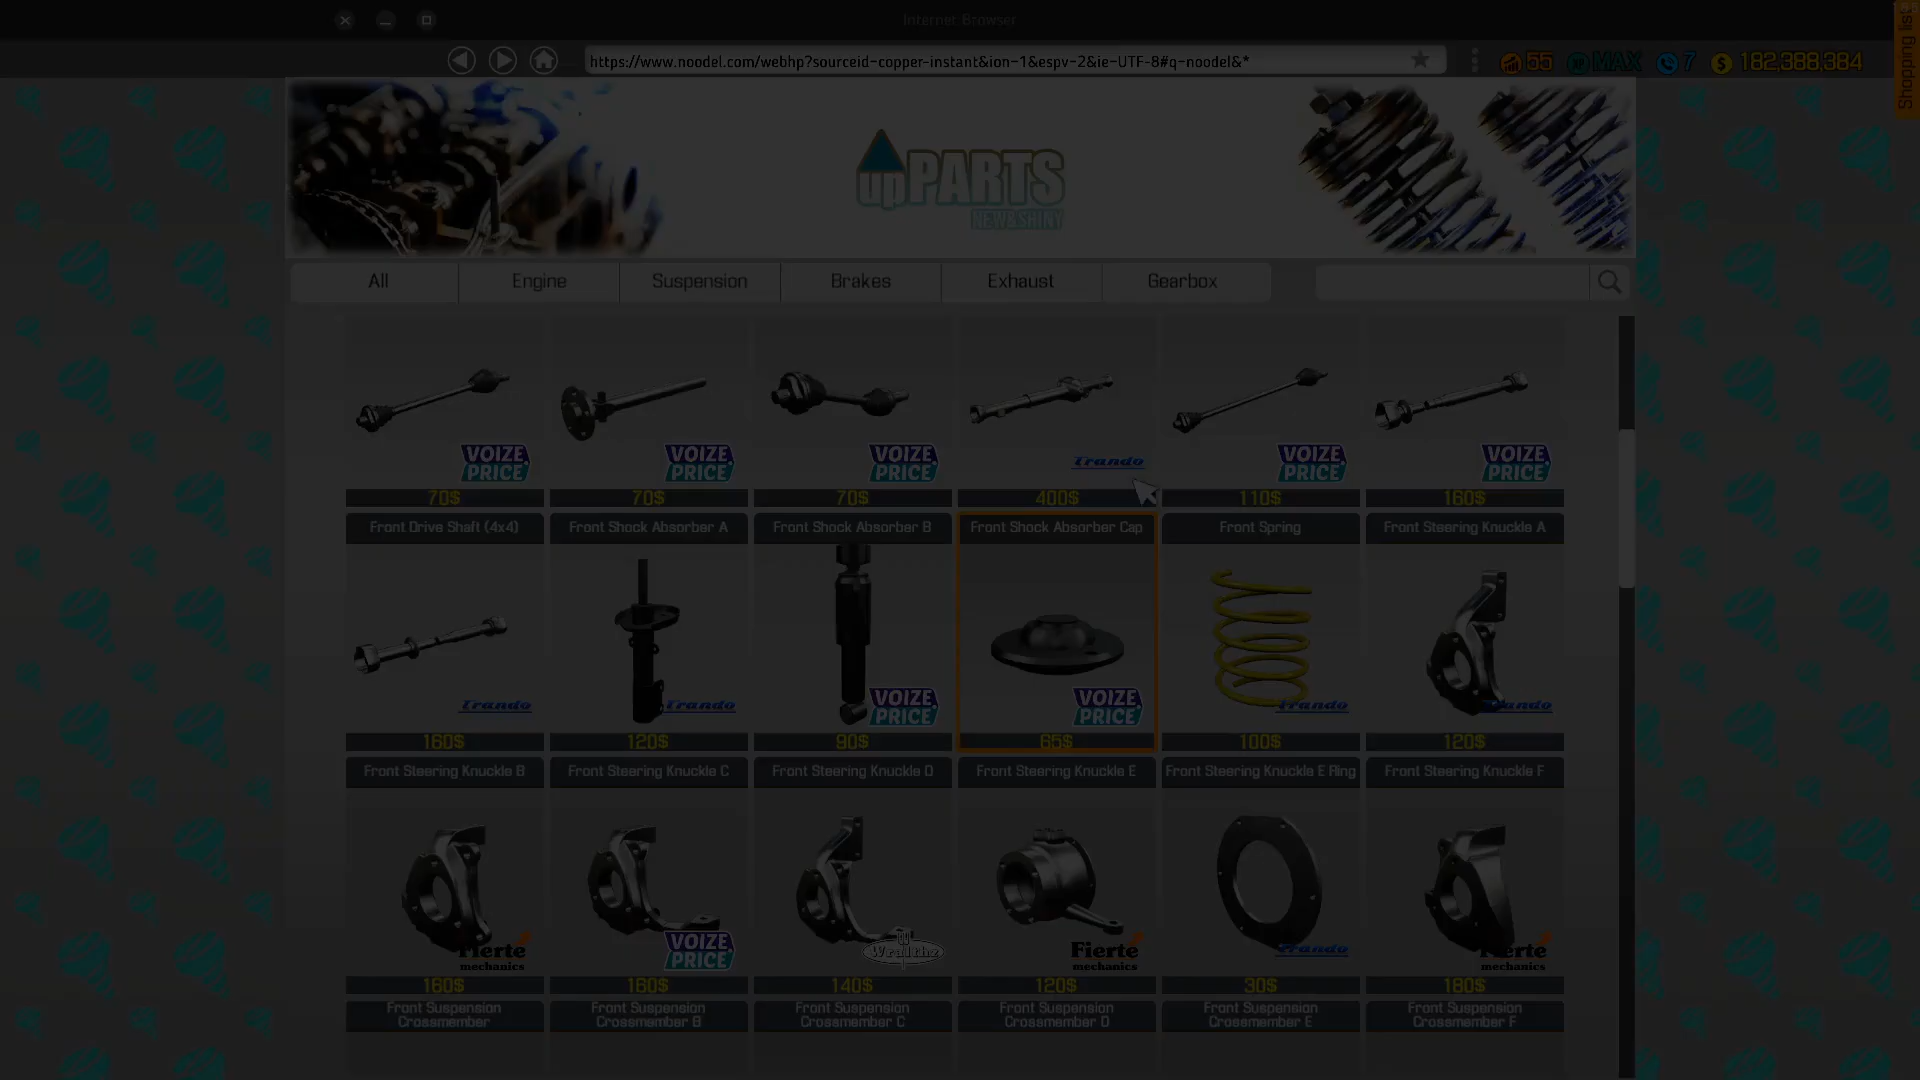 Internet Browser
https://www.noodel.com/webhp?sourceid-copper-instant&ion-1&espv-2&ie-UTF-8#q-noodel&*
55 MAX 7 182,388,384
Shopping list
upPARTS
NEW&SHINY
All Engine Suspension Brakes Exhaust Gearbox
VOIZE PRICE VOIZE PRICE VOIZE PRICE Trando VOIZE PRICE VOIZE PRICE
70$ 70$ 70$ 400$ 110$ 160$
Front Drive Shaft (4x4) Front Shock Absorber A Front Shock Absorber B Front Shock Absorber Cap Front Spring Front Steering Knuckle A
Trando Trando VOIZE PRICE VOIZE PRICE Trando Trando
160$ 120$ 90$ 65$ 100$ 120$
Front Steering Knuckle B Front Steering Knuckle C Front Steering Knuckle D Front Steering Knuckle E Front Steering Knuckle E Ring Front Steering Knuckle F
Fierté mechanics VOIZE PRICE Fierté mechanics Trando Fierté mechanics
160$ 160$ 140$ 120$ 30$ 180$
Front Suspension Crossmember Front Suspension Crossmember B Front Suspension Crossmember C Front Suspension Crossmember D Front Suspension Crossmember E Front Suspension Crossmember F